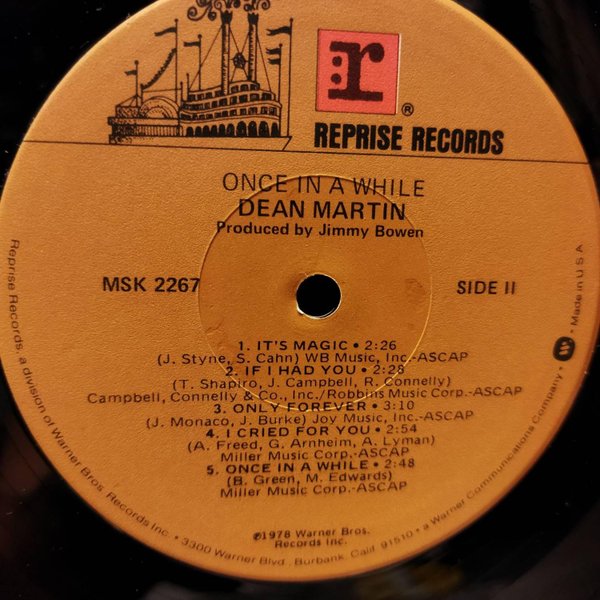 r
®
REPRISE RECORDS
ONCE IN A WHILE
DEAN MARTIN
Produced by Jimmy Bowen
MSK 2267
SIDE II
1. IT'S MAGIC • 2:26
(J. Styne, S. Cahn) WB Music, Inc.-ASCAP
2. IF I HAD YOU • 2:28
(T. Shapiro, J. Campbell, R. Connelly)
Campbell, Connelly & Co., Inc./Robbins Music Corp.-ASCAP
3. ONLY FOREVER • 3:10
(J. Monaco, J. Burke) Joy Music, Inc.-ASCAP
4. I CRIED FOR YOU • 2:54
(A. Freed, G. Arnheim, A. Lyman)
Miller Music Corp.-ASCAP
5. ONCE IN A WHILE • 2:48
(B. Green, M. Edwards)
Miller Music Corp.-ASCAP
℗1978 Warner Bros.
Records Inc.
Reprise Records, a division of Warner Bros. Records Inc. • 3300 Warner Blvd., Burbank, Calif. 91510 • a Warner Communications Company • W • Made in U.S.A.